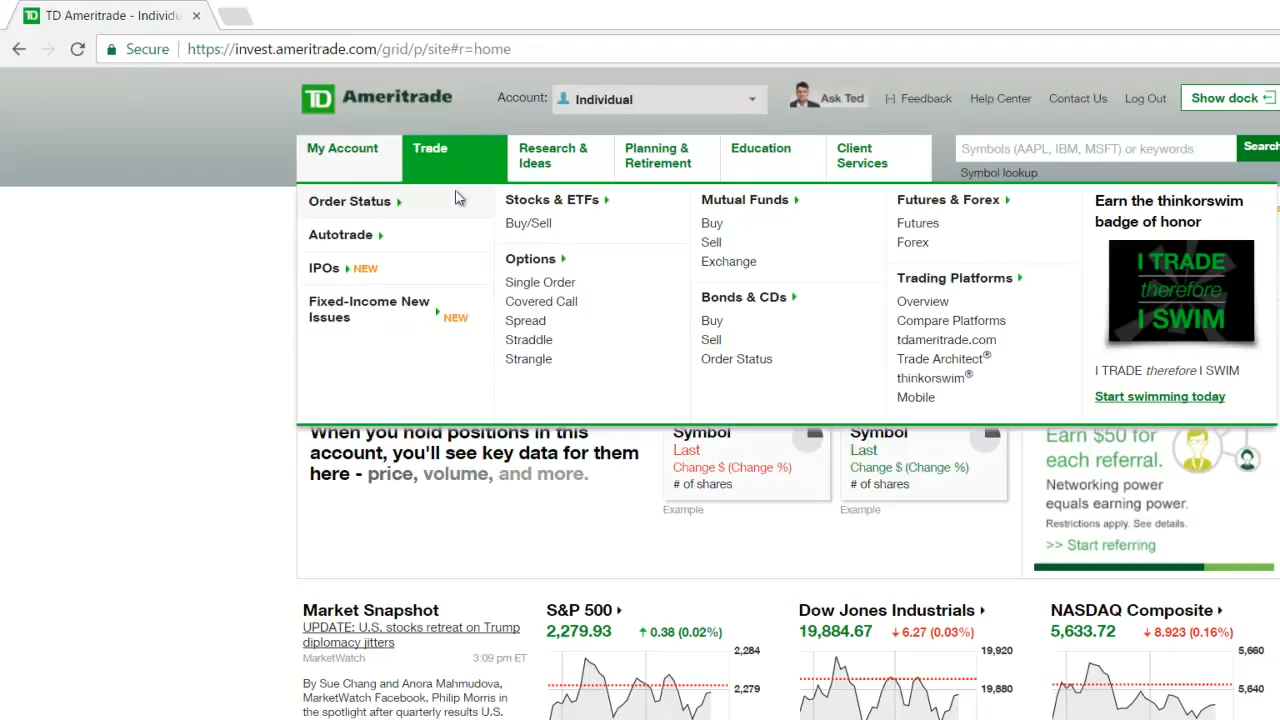 TD Ameritrade - Individu
Secure
https://invest.ameritrade.com/grid/p/site#r=home
TD Ameritrade
Account:
Individual
Ask Ted
[-] Feedback
Help Center
Contact Us
Log Out
Show dock
My Account
Trade
Research &
Ideas
Planning &
Retirement
Education
Client
Services
Symbols (AAPL, IBM, MSFT) or keywords
Search
Symbol lookup
Order Status
Autotrade
IPOs NEW
Fixed-Income New
Issues
NEW
Stocks & ETFs
Buy/Sell
Options
Single Order
Covered Call
Spread
Straddle
Strangle
Mutual Funds
Buy
Sell
Exchange
Bonds & CDs
Buy
Sell
Order Status
Futures & Forex
Futures
Forex
Trading Platforms
Overview
Compare Platforms
tdameritrade.com
Trade Architect®
thinkorswim®
Mobile
Earn the thinkorswim
badge of honor
I TRADE
therefore
I SWIM
I TRADE therefore I SWIM
Start swimming today
When you hold positions in this
account, you'll see key data for them
here - price, volume, and more.
Symbol
Last
Change $ (Change %)
# of shares
Example
Symbol
Last
Change $ (Change %)
# of shares
Example
Earn $50 for
each referral.
Networking power
equals earning power.
Restrictions apply. See details.
>> Start referring
Market Snapshot
UPDATE: U.S. stocks retreat on Trump
diplomacy jitters
MarketWatch
3:09 pm ET
By Sue Chang and Anora Mahmudova,
MarketWatch Facebook, Philip Morris in
the spotlight after quarterly results U.S.
S&P 500
2,279.93
0.38 (0.02%)
2,284
2,279
Dow Jones Industrials
19,884.67
6.27 (0.03%)
19,920
19,880
NASDAQ Composite
5,633.72
8.923 (0.16%)
5,660
5,640